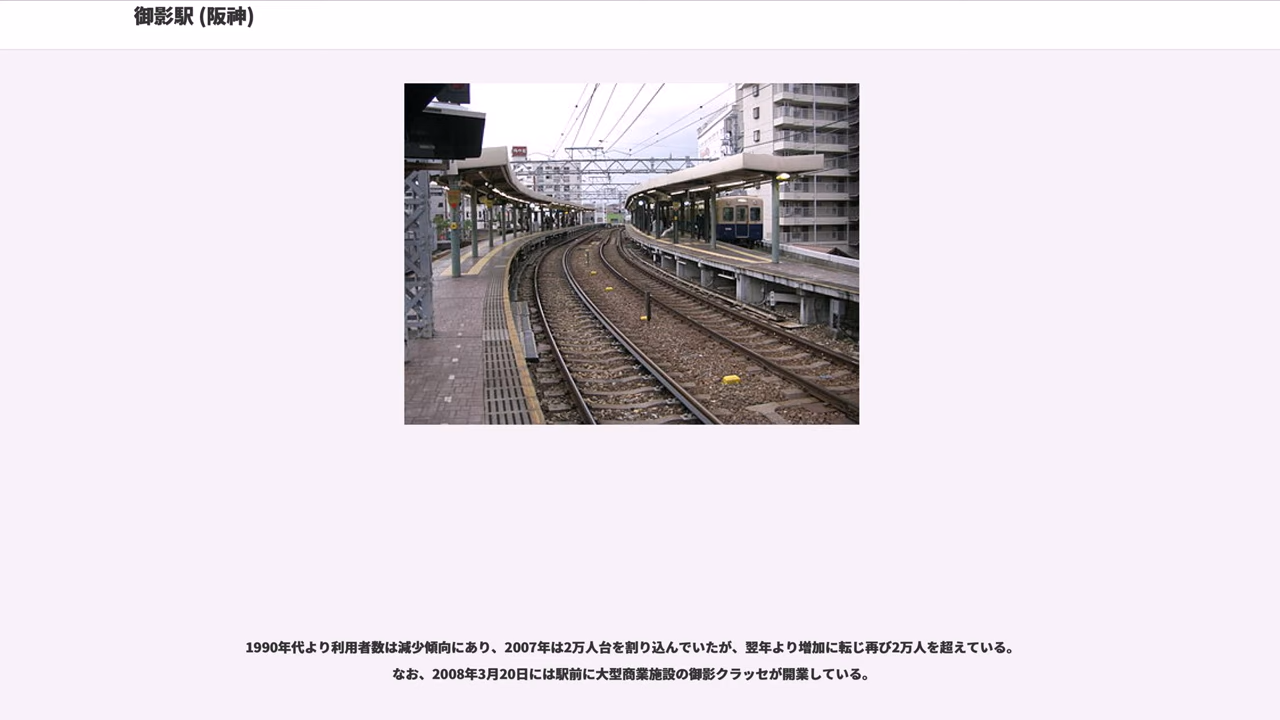 御影駅 (阪神)
1990年代より利用者数は減少傾向にあり、2007年は2万人台を割り込んでいたが、翌年より増加に転じ再び2万人を超えている。
なお、2008年3月20日には駅前に大型商業施設の御影クラッセが開業している。